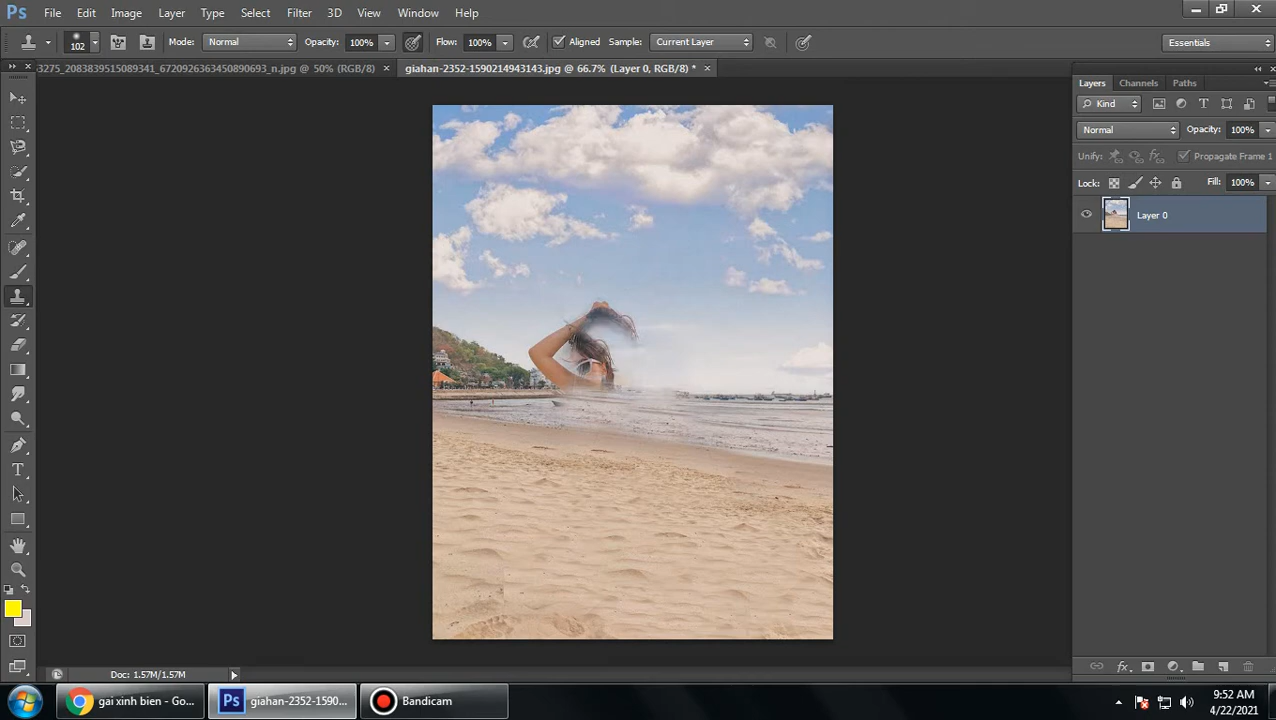 Ps File Edit Image Layer Type Select Filter 3D View Window Help
102 Mode: Normal Opacity: 100% Flow: 100% Aligned Sample: Current Layer Essentials
3275_2083839515089341_6720926363450890693_n.jpg @ 50% (RGB/8) × giahan-2352-1590214943143.jpg @ 66.7% (Layer 0, RGB/8) * ×
Layers Channels Paths
Kind
Normal Opacity: 100%
Unify: Propagate Frame 1
Lock: Fill: 100%
Layer 0
Doc: 1.57M/1.57M
gai xinh bien - Go... Ps giahan-2352-1590... Bandicam
9:52 AM
4/22/2021